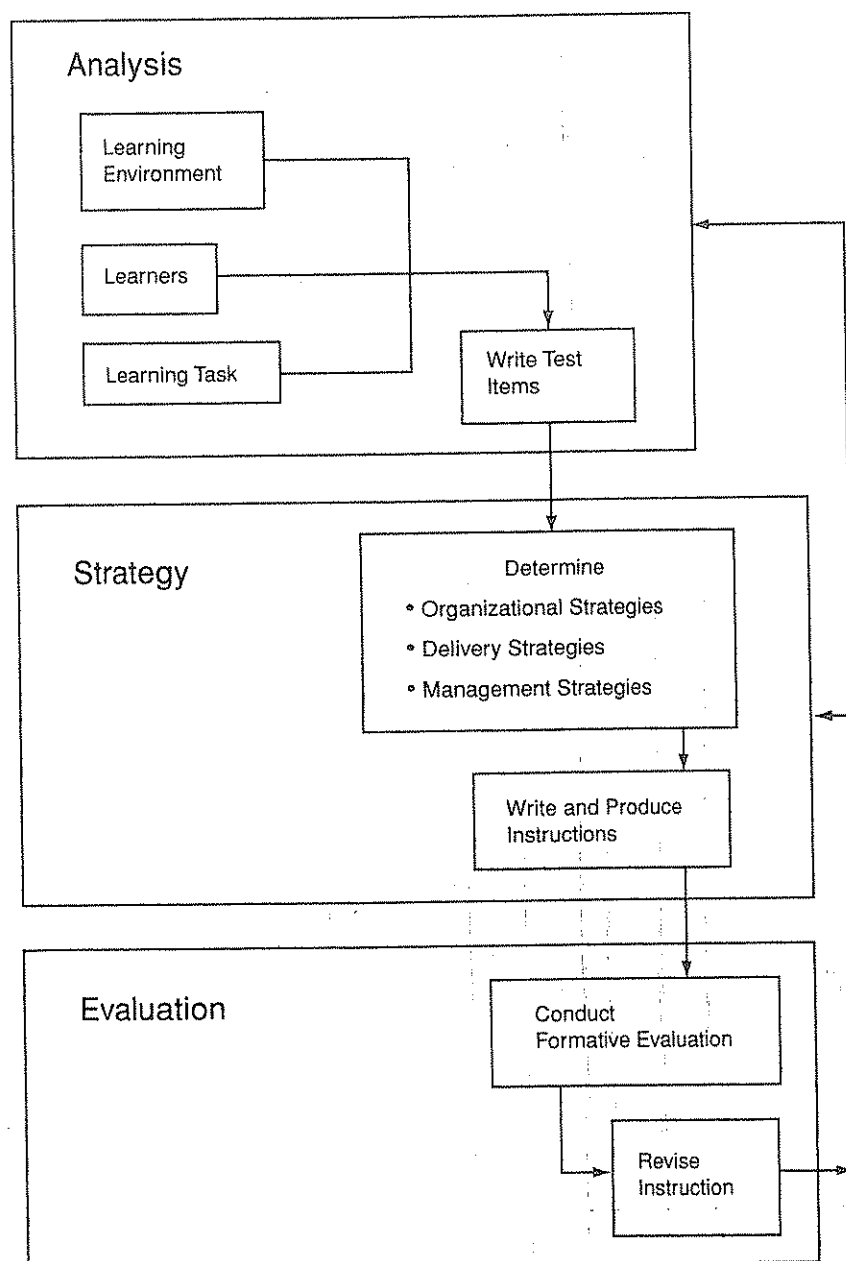 Analysis
Learning
Environment
Learners
Learning Task
Write Test
Items
Strategy
Determine
• Organizational Strategies
• Delivery Strategies
• Management Strategies
Write and Produce
Instructions
Evaluation
Conduct
Formative Evaluation
Revise
Instruction